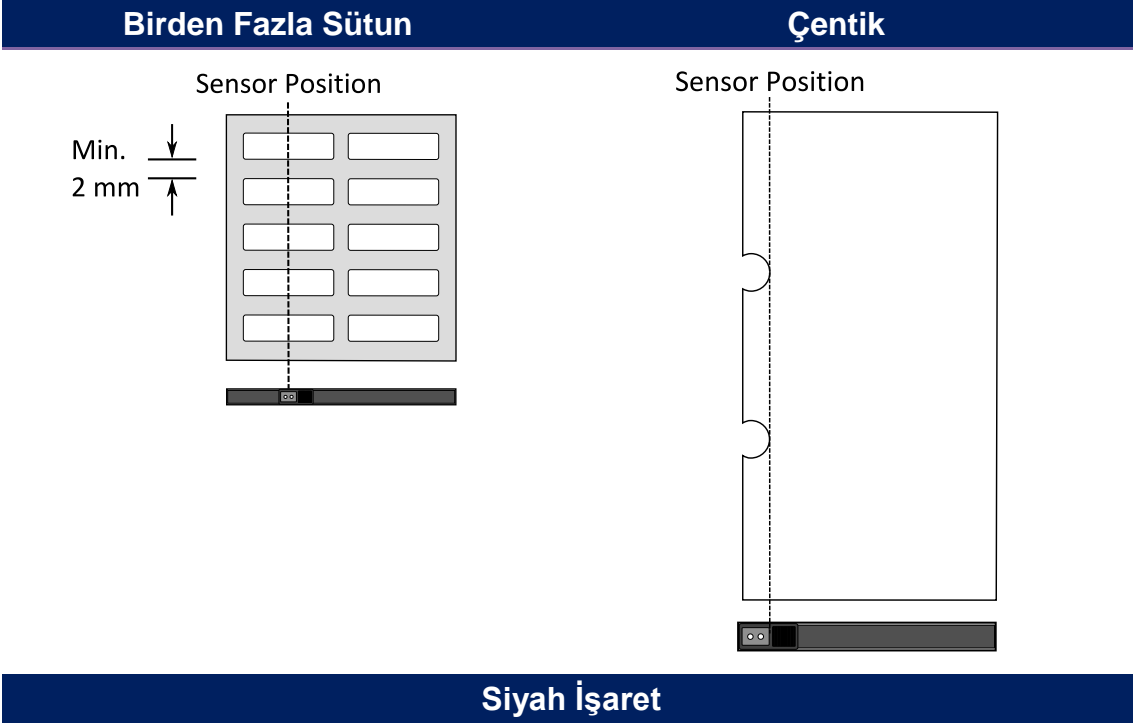 Birden Fazla Sütun
Çentik
Sensor Position
Min.
2 mm
Sensor Position
Siyah İşaret